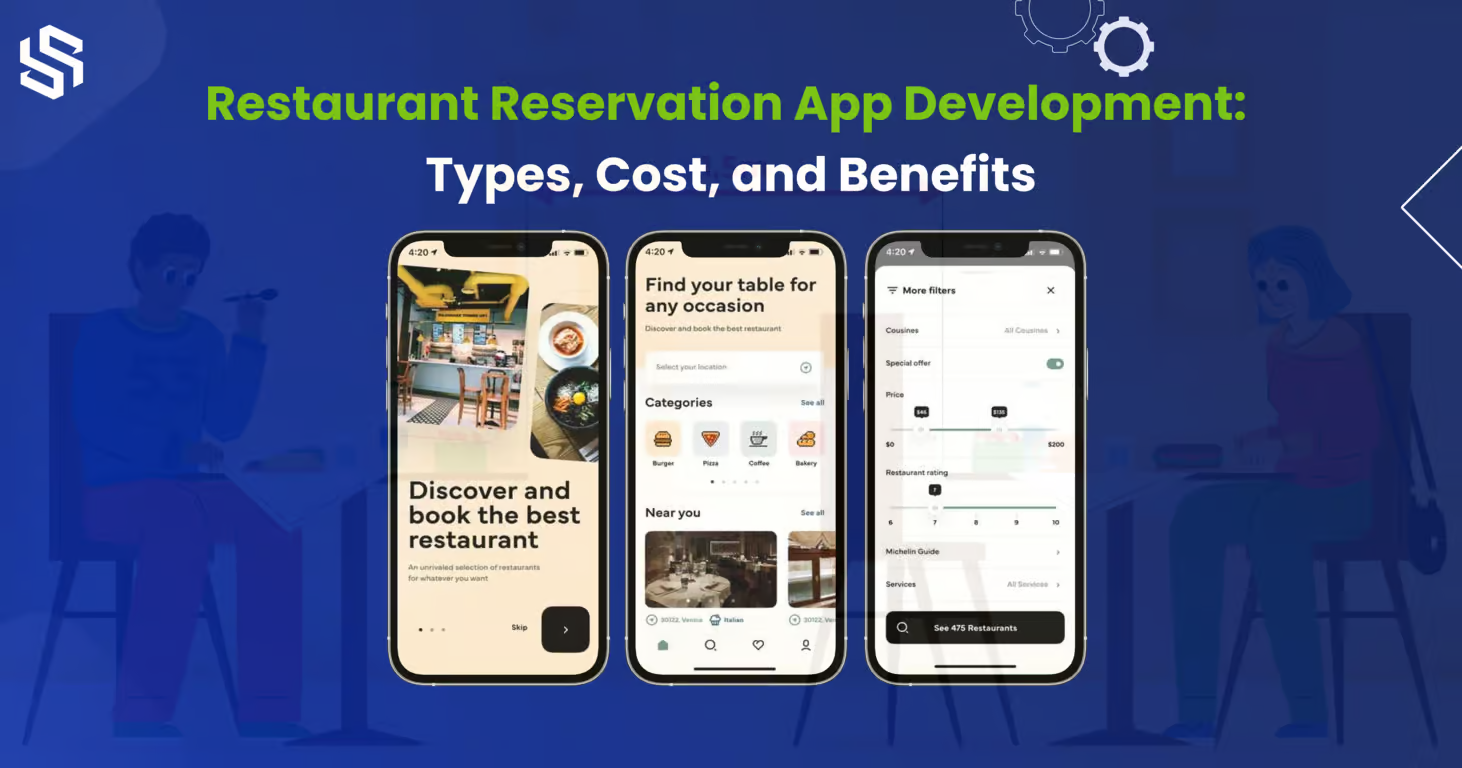 Restaurant Reservation App Development:
Types, Cost, and Benefits
4:20
Discover and
book the best
restaurant
An unrivaled selection of restaurants
for whatever you want
Skip
4:20
Find your table for
any occasion
Discover and book the best restaurant
Select your location
Categories
See all
Burger
Pizza
Coffee
Bakery
Near you
See all
30122, Venice
Italian
30122, Ven
4:20
More filters
Cousines
All Cousines
Special offer
Price
$46
$135
$0
$200
Restaurant rating
7
6
7
8
9
10
Michelin Guide
Services
All Services
See 475 Restaurants